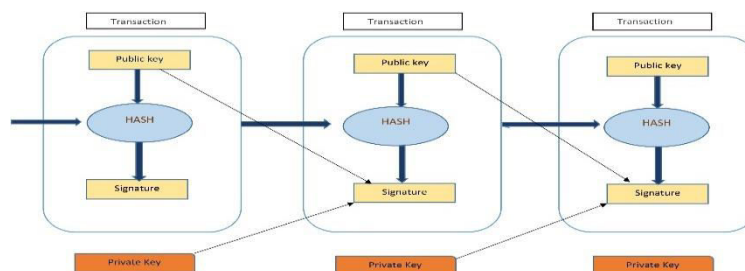 Transaction
Public key
HASH
Signature
Private Key
Transaction
Public key
HASH
Signature
Private Key
Transaction
Public key
HASH
Signature
Private Key